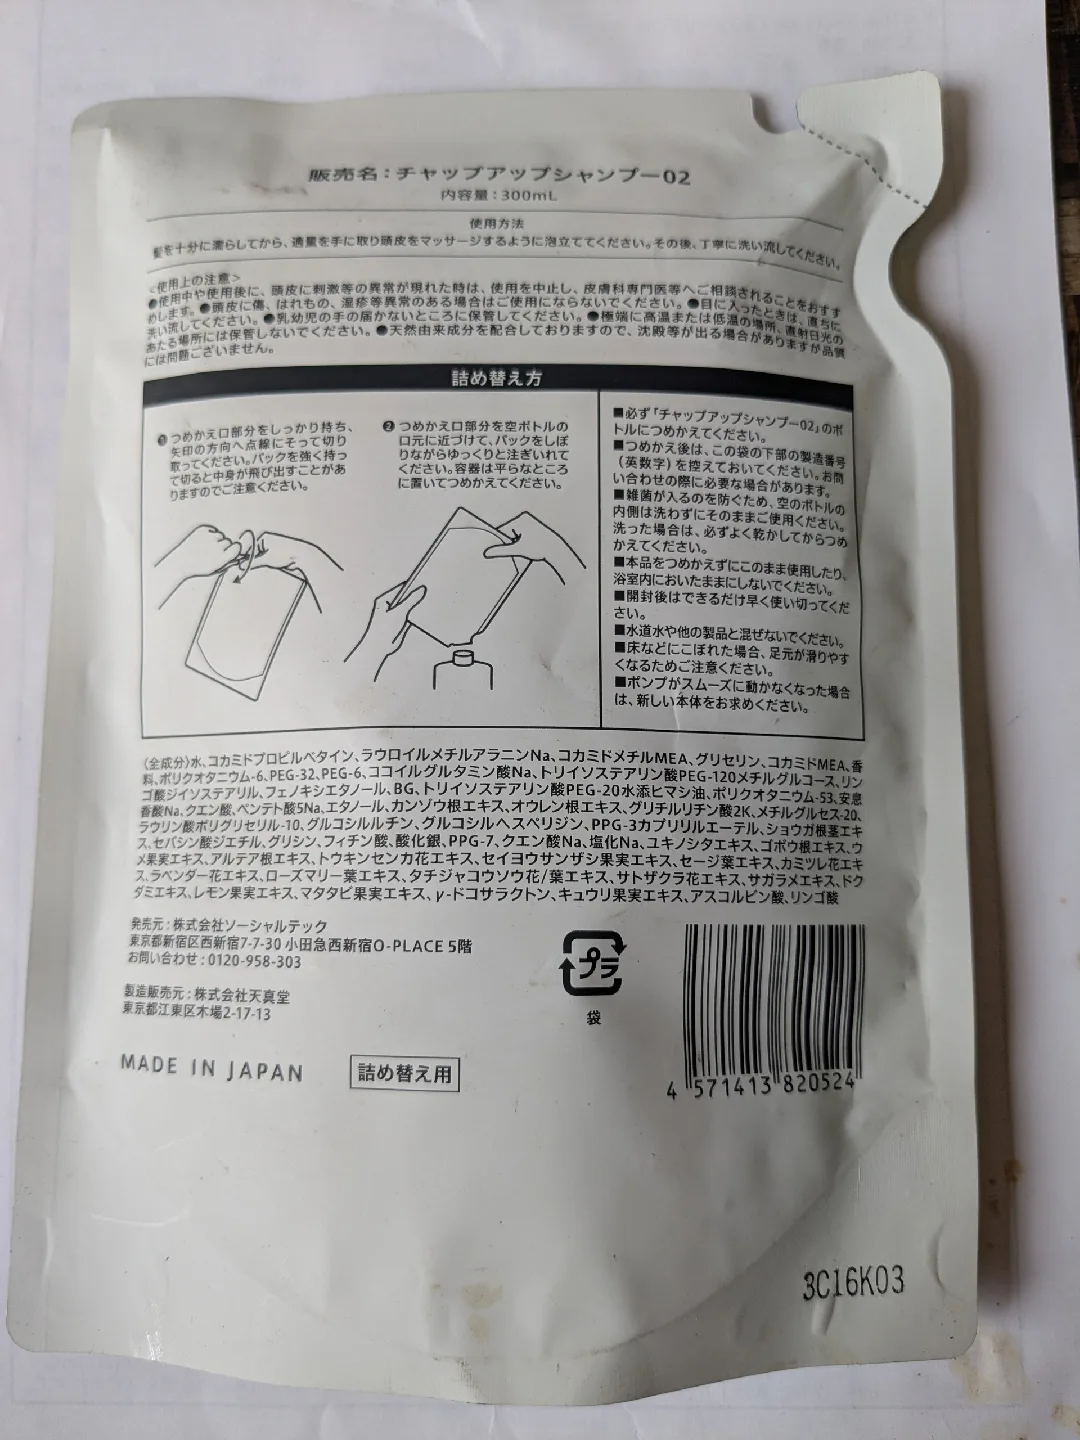 販売名：チャップアップシャンプー02
内容量：300mL
使用方法
髪を十分に濡らしてから、適量を手に取り頭皮をマッサージするように泡立ててください。その後、丁寧に洗い流してください。
＜使用上の注意＞
●使用中や使用後に、頭皮に刺激等の異常が現れた時は、使用を中止し、皮膚科専門医等へご相談されることをおすす
めします。●頭皮に傷、はれもの、湿疹等異常のある場合はご使用にならないでください。●目に入ったときは、直ちに
洗い流してください。●乳幼児の手の届かないところに保管してください。●極端に高温または低温の場所、直射日光の
あたる場所には保管しないでください。●天然由来成分を配合しておりますので、沈殿等が出る場合がありますが品質
には問題ございません。
詰め替え方
❶つめかえ口部分をしっかり持ち、
矢印の方向へ点線にそって切り
取ってください。パックを強く持っ
て切ると中身が飛び出すことがあ
りますのでご注意ください。
❷つめかえ口部分を空ボトルの
口元に近づけて、パックをしぼ
りながらゆっくりと注ぎいれて
ください。容器は平らなところ
に置いてつめかえてください。
■必ず「チャップアップシャンプー02」のボ
トルにつめかえてください。
■つめかえ後は、この袋の下部の製造番号
（英数字）を控えておいてください。お問
い合わせの際に必要な場合があります。
■雑菌が入るのを防ぐため、空のボトルの
内側は洗わずにそのままご使用ください。
洗った場合は、必ずよく乾かしてからつめ
かえてください。
■本品をつめかえずにこのまま使用したり、
浴室内においたままにしないでください。
■開封後はできるだけ早く使い切ってくだ
さい。
■水道水や他の製品と混ぜないでください。
■床などにこぼれた場合、足元が滑りやす
くなるためご注意ください。
■ポンプがスムーズに動かなくなった場合
は、新しい本体をお求めください。
〈全成分〉水、コカミドプロピルベタイン、ラウロイルメチルアラニンNa、コカミドメチルMEA、グリセリン、コカミドMEA、香
料、ポリクオタニウム-6、PEG-32、PEG-6、ココイルグルタミン酸Na、トリイソステアリン酸PEG-120メチルグルコース、リン
ゴ酸ジイソステアリル、フェノキシエタノール、BG、トリイソステアリン酸PEG-20水添ヒマシ油、ポリクオタニウム-53、安息
香酸Na、クエン酸、ペンテト酸5Na、エタノール、カンゾウ根エキス、オウレン根エキス、グリチルリチン酸2K、メチルグルセス-20、
ラウリン酸ポリグリセリル-10、グルコシルルチン、グルコシルヘスペリジン、PPG-3カプリリルエーテル、ショウガ根茎エキ
ス、セバシン酸ジエチル、グリシン、フィチン酸、酸化銀、PPG-7、クエン酸Na、塩化Na、ユキノシタエキス、ゴボウ根エキス、ウ
メ果実エキス、アルテア根エキス、トウキンセンカ花エキス、セイヨウサンザシ果実エキス、セージ葉エキス、カミツレ花エキ
ス、ラベンダー花エキス、ローズマリー葉エキス、タチジャコウソウ花/葉エキス、サトザクラ花エキス、サガラメエキス、ドク
ダミエキス、レモン果実エキス、マタタビ果実エキス、γ-ドコサラクトン、キュウリ果実エキス、アスコルビン酸、リンゴ酸
発売元：株式会社ソーシャルテック
東京都新宿区西新宿7-7-30 小田急西新宿O-PLACE 5階
お問い合わせ：0120-958-303
製造販売元：株式会社天真堂
東京都江東区木場2-17-13
プラ
袋
MADE IN JAPAN
詰め替え用
4 571413 820524
3C16K03